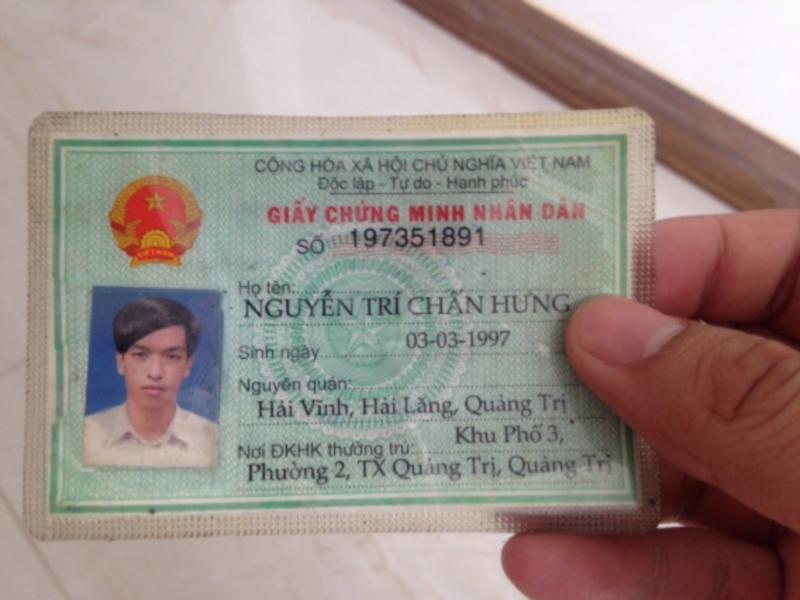 CỘNG HÒA XÃ HỘI CHỦ NGHĨA VIỆT NAM
Độc lập - Tự do - Hạnh phúc
GIẤY CHỨNG MINH NHÂN DÂN
SỐ 197351891
VIỆT NAM
Họ tên: NGUYỄN TRÍ CHẤN HƯNG
Sinh ngày 03-03-1997
Nguyên quán: Hải Vĩnh, Hải Lăng, Quảng Trị
Nơi ĐKHK thường trú: Khu Phố 3,
Phường 2, TX Quảng Trị, Quảng Trị